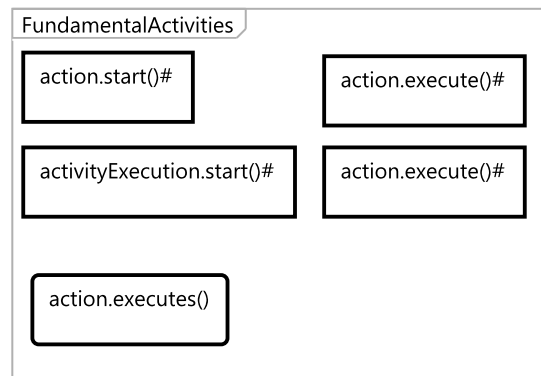 FundamentalActivities
action.start()#
action.execute()#
activityExecution.start()#
action.execute()#
action.executes()